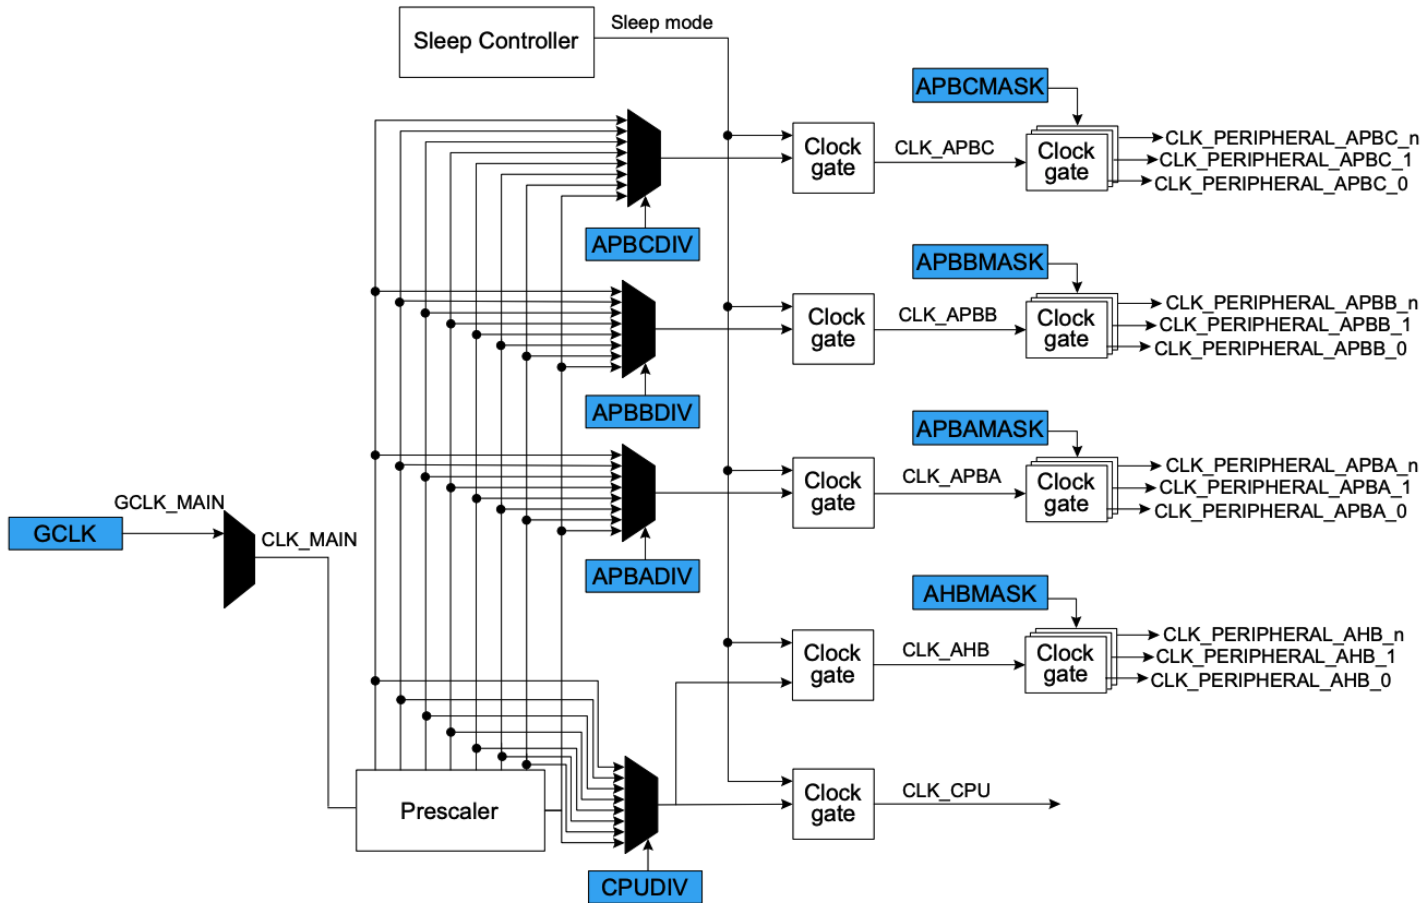 Sleep mode
Sleep Controller
APBCMASK
Clock
gate
CLK_APBC
Clock
gate
CLK_PERIPHERAL_APBC_n
CLK_PERIPHERAL_APBC_1
CLK_PERIPHERAL_APBC_0
APBCDIV
APBBMASK
Clock
gate
CLK_APBB
Clock
gate
CLK_PERIPHERAL_APBB_n
CLK_PERIPHERAL_APBB_1
CLK_PERIPHERAL_APBB_0
APBBDIV
APBAMASK
Clock
gate
CLK_APBA
Clock
gate
CLK_PERIPHERAL_APBA_n
CLK_PERIPHERAL_APBA_1
CLK_PERIPHERAL_APBA_0
GCLK_MAIN
GCLK
CLK_MAIN
APBADIV
AHBMASK
Clock
gate
CLK_AHB
Clock
gate
CLK_PERIPHERAL_AHB_n
CLK_PERIPHERAL_AHB_1
CLK_PERIPHERAL_AHB_0
Prescaler
Clock
gate
CLK_CPU
CPUDIV